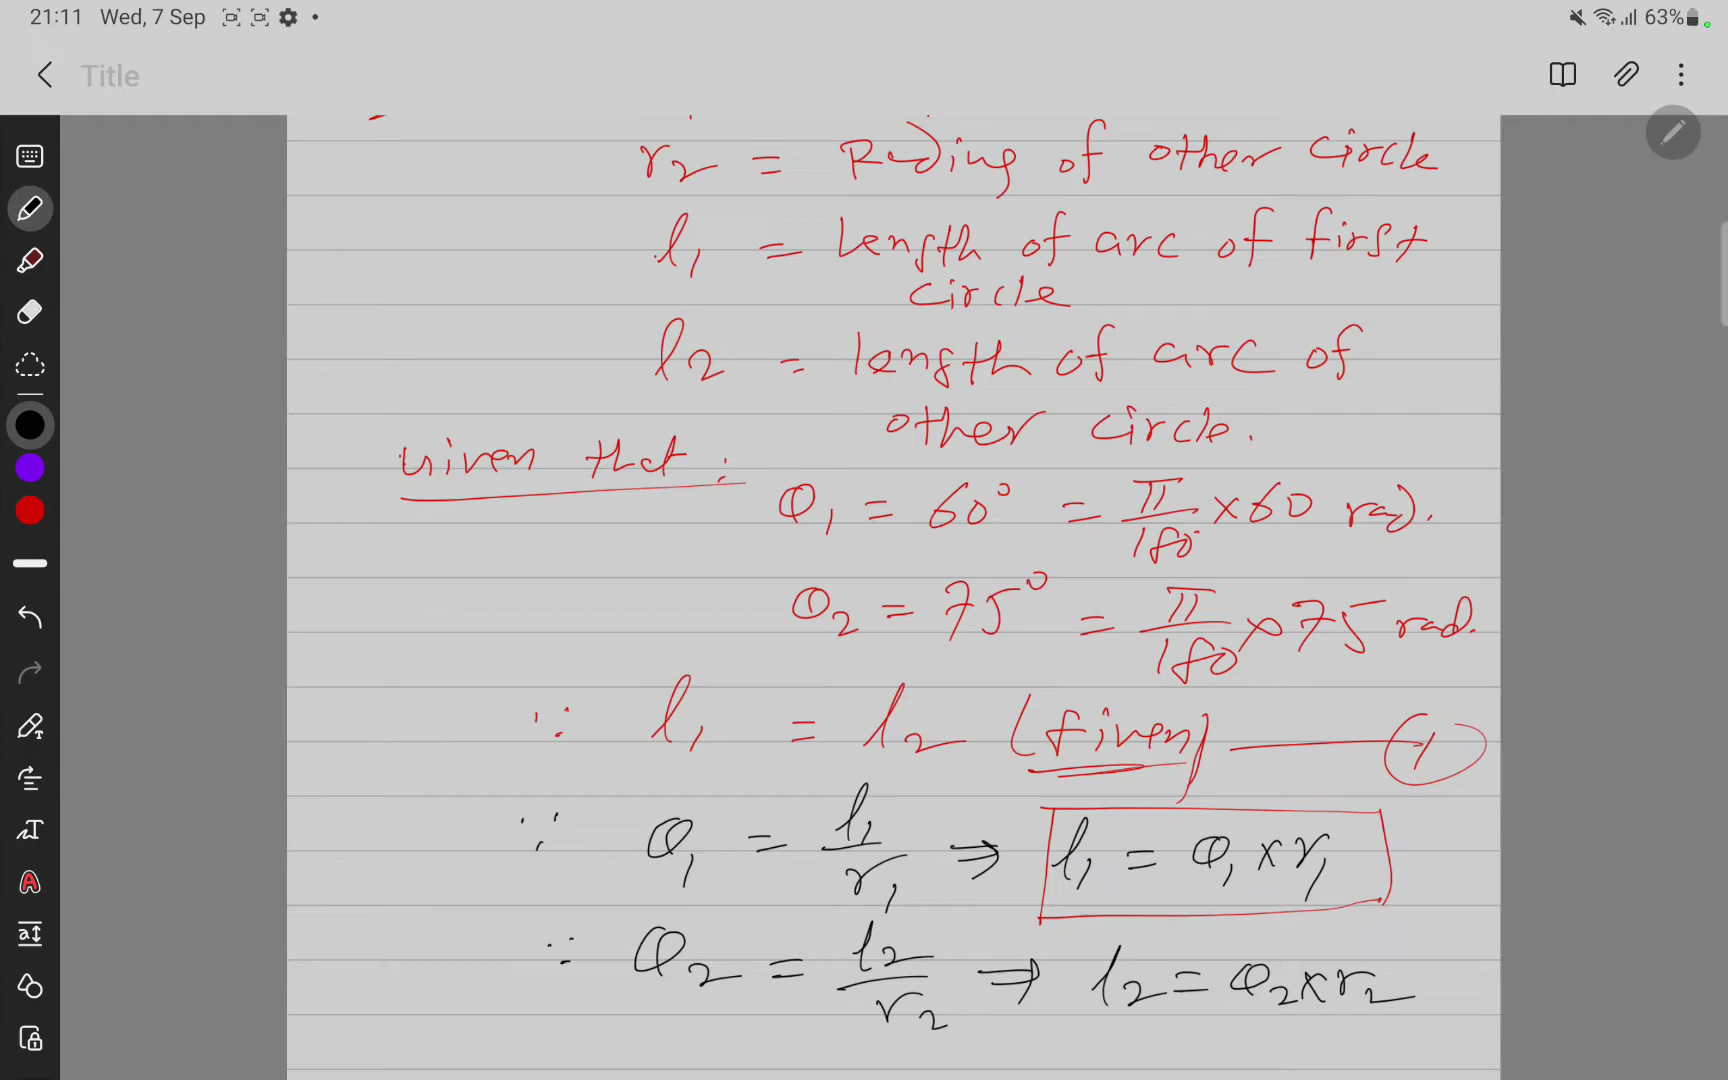 21:11 Wed, 7 Sep
63%
Title
r2 = Rading of other circle
l1 = length of arc of first
circle
l2 = length of arc of
other circle.
Given that :
θ1 = 60° = π/180 × 60 rad.
θ2 = 75° = π/180 × 75 rad.
∵ l1 = l2 (Given) — 1
∵ θ1 = l1/r1 ⇒ l1 = θ1 × r1
∵ θ2 = l2/r2 ⇒ l2 = θ2 × r2